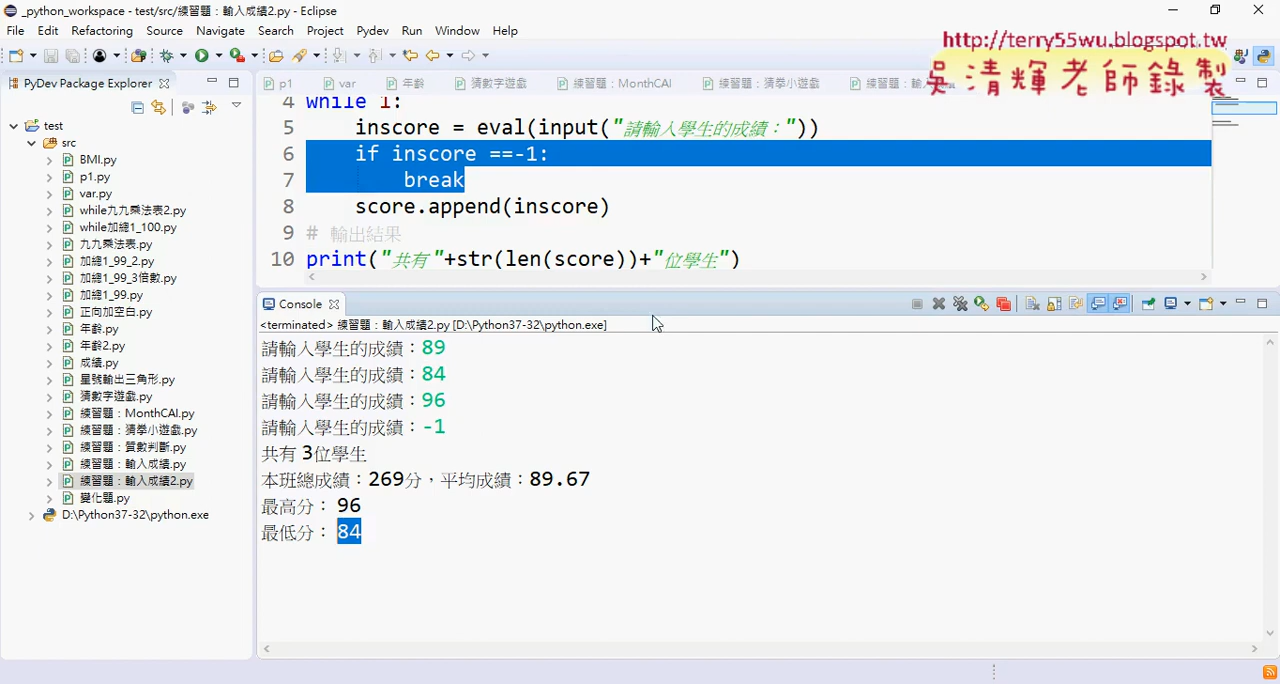 _python_workspace - test/src/練習題：輸入成績2.py - Eclipse
File Edit Refactoring Source Navigate Search Project Pydev Run Window Help
http://terry55wu.blogspot.tw
吳清輝老師錄製
PyDev Package Explorer
p1 var 年齡 猜數字遊戲 練習題：MonthCAI 練習題：猜拳小遊戲 練習題：輸
test
src
BMI.py
p1.py
var.py
while九九乘法表2.py
while加總1_100.py
九九乘法表.py
加總1_99_2.py
加總1_99_3倍數.py
加總1_99.py
正向加空白.py
年齡.py
年齡2.py
成績.py
星號輸出三角形.py
猜數字遊戲.py
練習題：MonthCAI.py
練習題：猜拳小遊戲.py
練習題：質數判斷.py
練習題：輸入成績.py
練習題：輸入成績2.py
變化題.py
D:\Python37-32\python.exe
4 while 1:
5 inscore = eval(input("請輸入學生的成績："))
6 if inscore ==-1:
7 break
8 score.append(inscore)
9 # 輸出結果
10 print("共有 "+str(len(score))+"位學生")
Console
<terminated> 練習題：輸入成績2.py [D:\Python37-32\python.exe]
請輸入學生的成績：89
請輸入學生的成績：84
請輸入學生的成績：96
請輸入學生的成績：-1
共有 3位學生
本班總成績：269分，平均成績：89.67
最高分： 96
最低分： 84